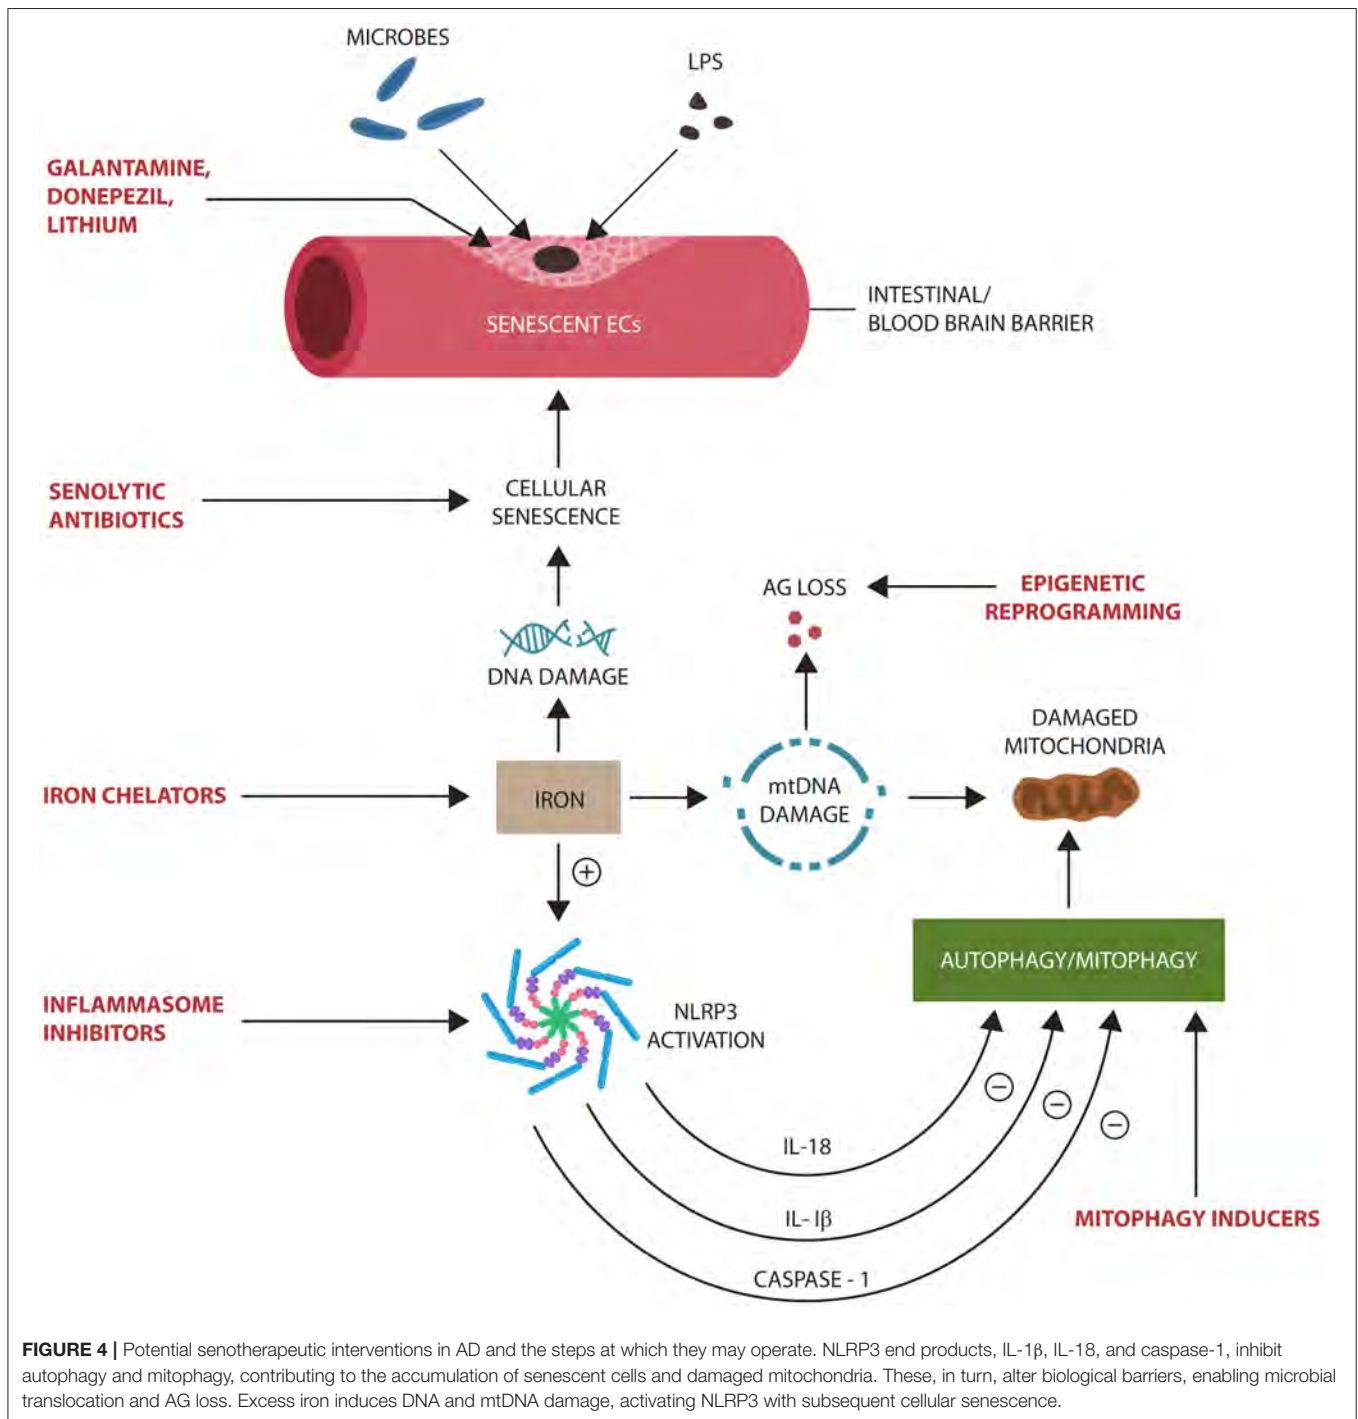 MICROBES
LPS
GALANTAMINE,
DONEPEZIL,
LITHIUM
SENESCENT ECs
INTESTINAL/
BLOOD BRAIN BARRIER
SENOLYTIC
ANTIBIOTICS
CELLULAR
SENESCENCE
AG LOSS
EPIGENETIC
REPROGRAMMING
DNA DAMAGE
DAMAGED
MITOCHONDRIA
IRON CHELATORS
IRON
mtDNA
DAMAGE
+
AUTOPHAGY/MITOPHAGY
INFLAMMASOME
INHIBITORS
NLRP3
ACTIVATION
−
−
−
IL-18
IL- Iβ
CASPASE - 1
MITOPHAGY INDUCERS
FIGURE 4 | Potential senotherapeutic interventions in AD and the steps at which they may operate. NLRP3 end products, IL-1β, IL-18, and caspase-1, inhibit
autophagy and mitophagy, contributing to the accumulation of senescent cells and damaged mitochondria. These, in turn, alter biological barriers, enabling microbial
translocation and AG loss. Excess iron induces DNA and mtDNA damage, activating NLRP3 with subsequent cellular senescence.